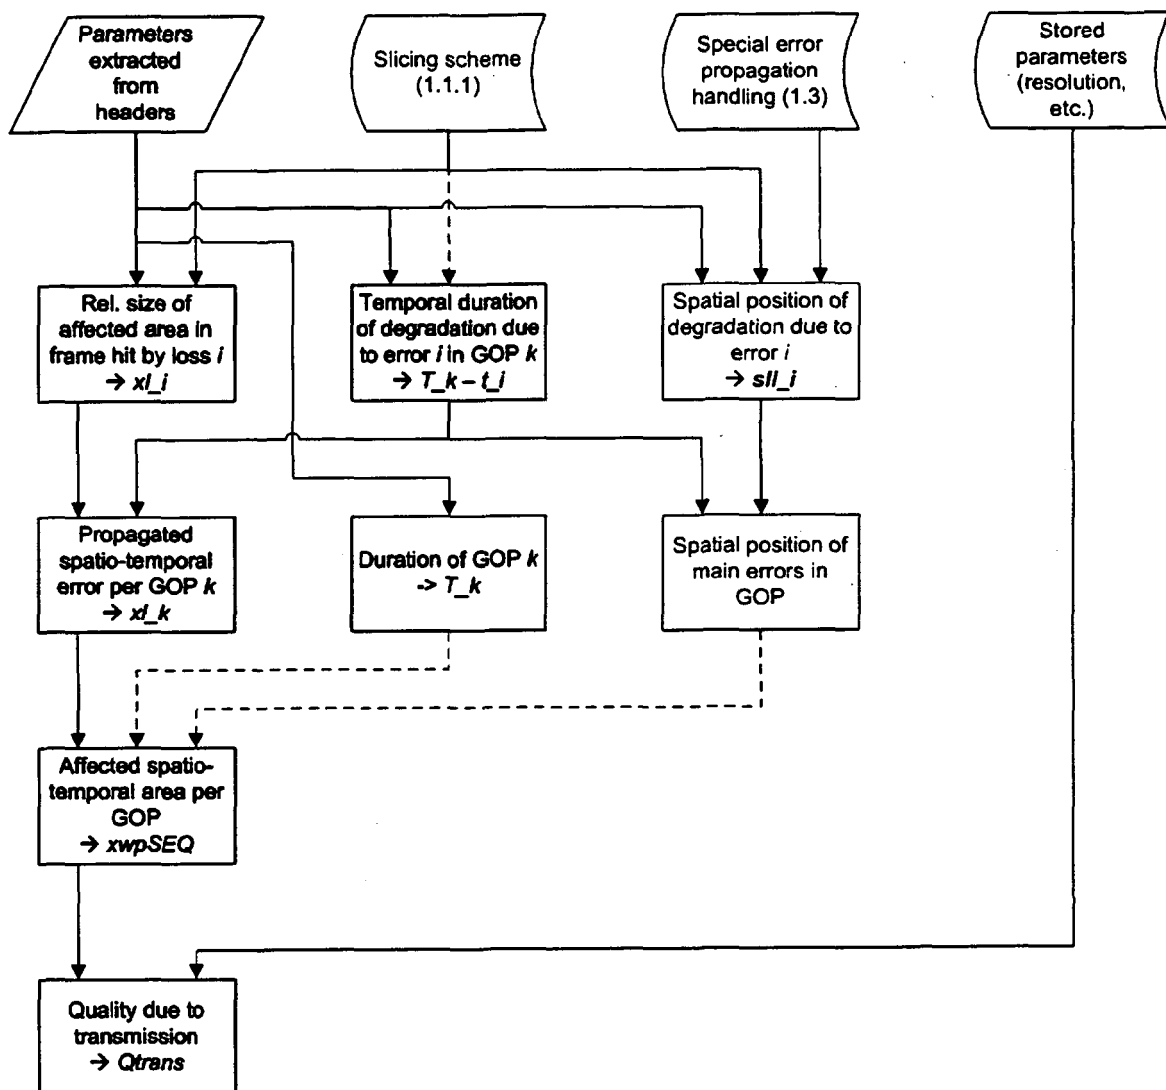 Parameters
extracted
from
headers
Slicing scheme
(1.1.1)
Special error
propagation
handling (1.3)
Stored
parameters
(resolution,
etc.)
Rel. size of
affected area in
frame hit by loss i
→ xl_i
Temporal duration
of degradation due
to error i in GOP k
→ T_k – t_i
Spatial position of
degradation due to
error i
→ sll_i
Propagated
spatio-temporal
error per GOP k
→ xl_k
Duration of GOP k
-> T_k
Spatial position of
main errors in
GOP
Affected spatio-
temporal area per
GOP
→ xwpSEQ
Quality due to
transmission
→ Qtrans